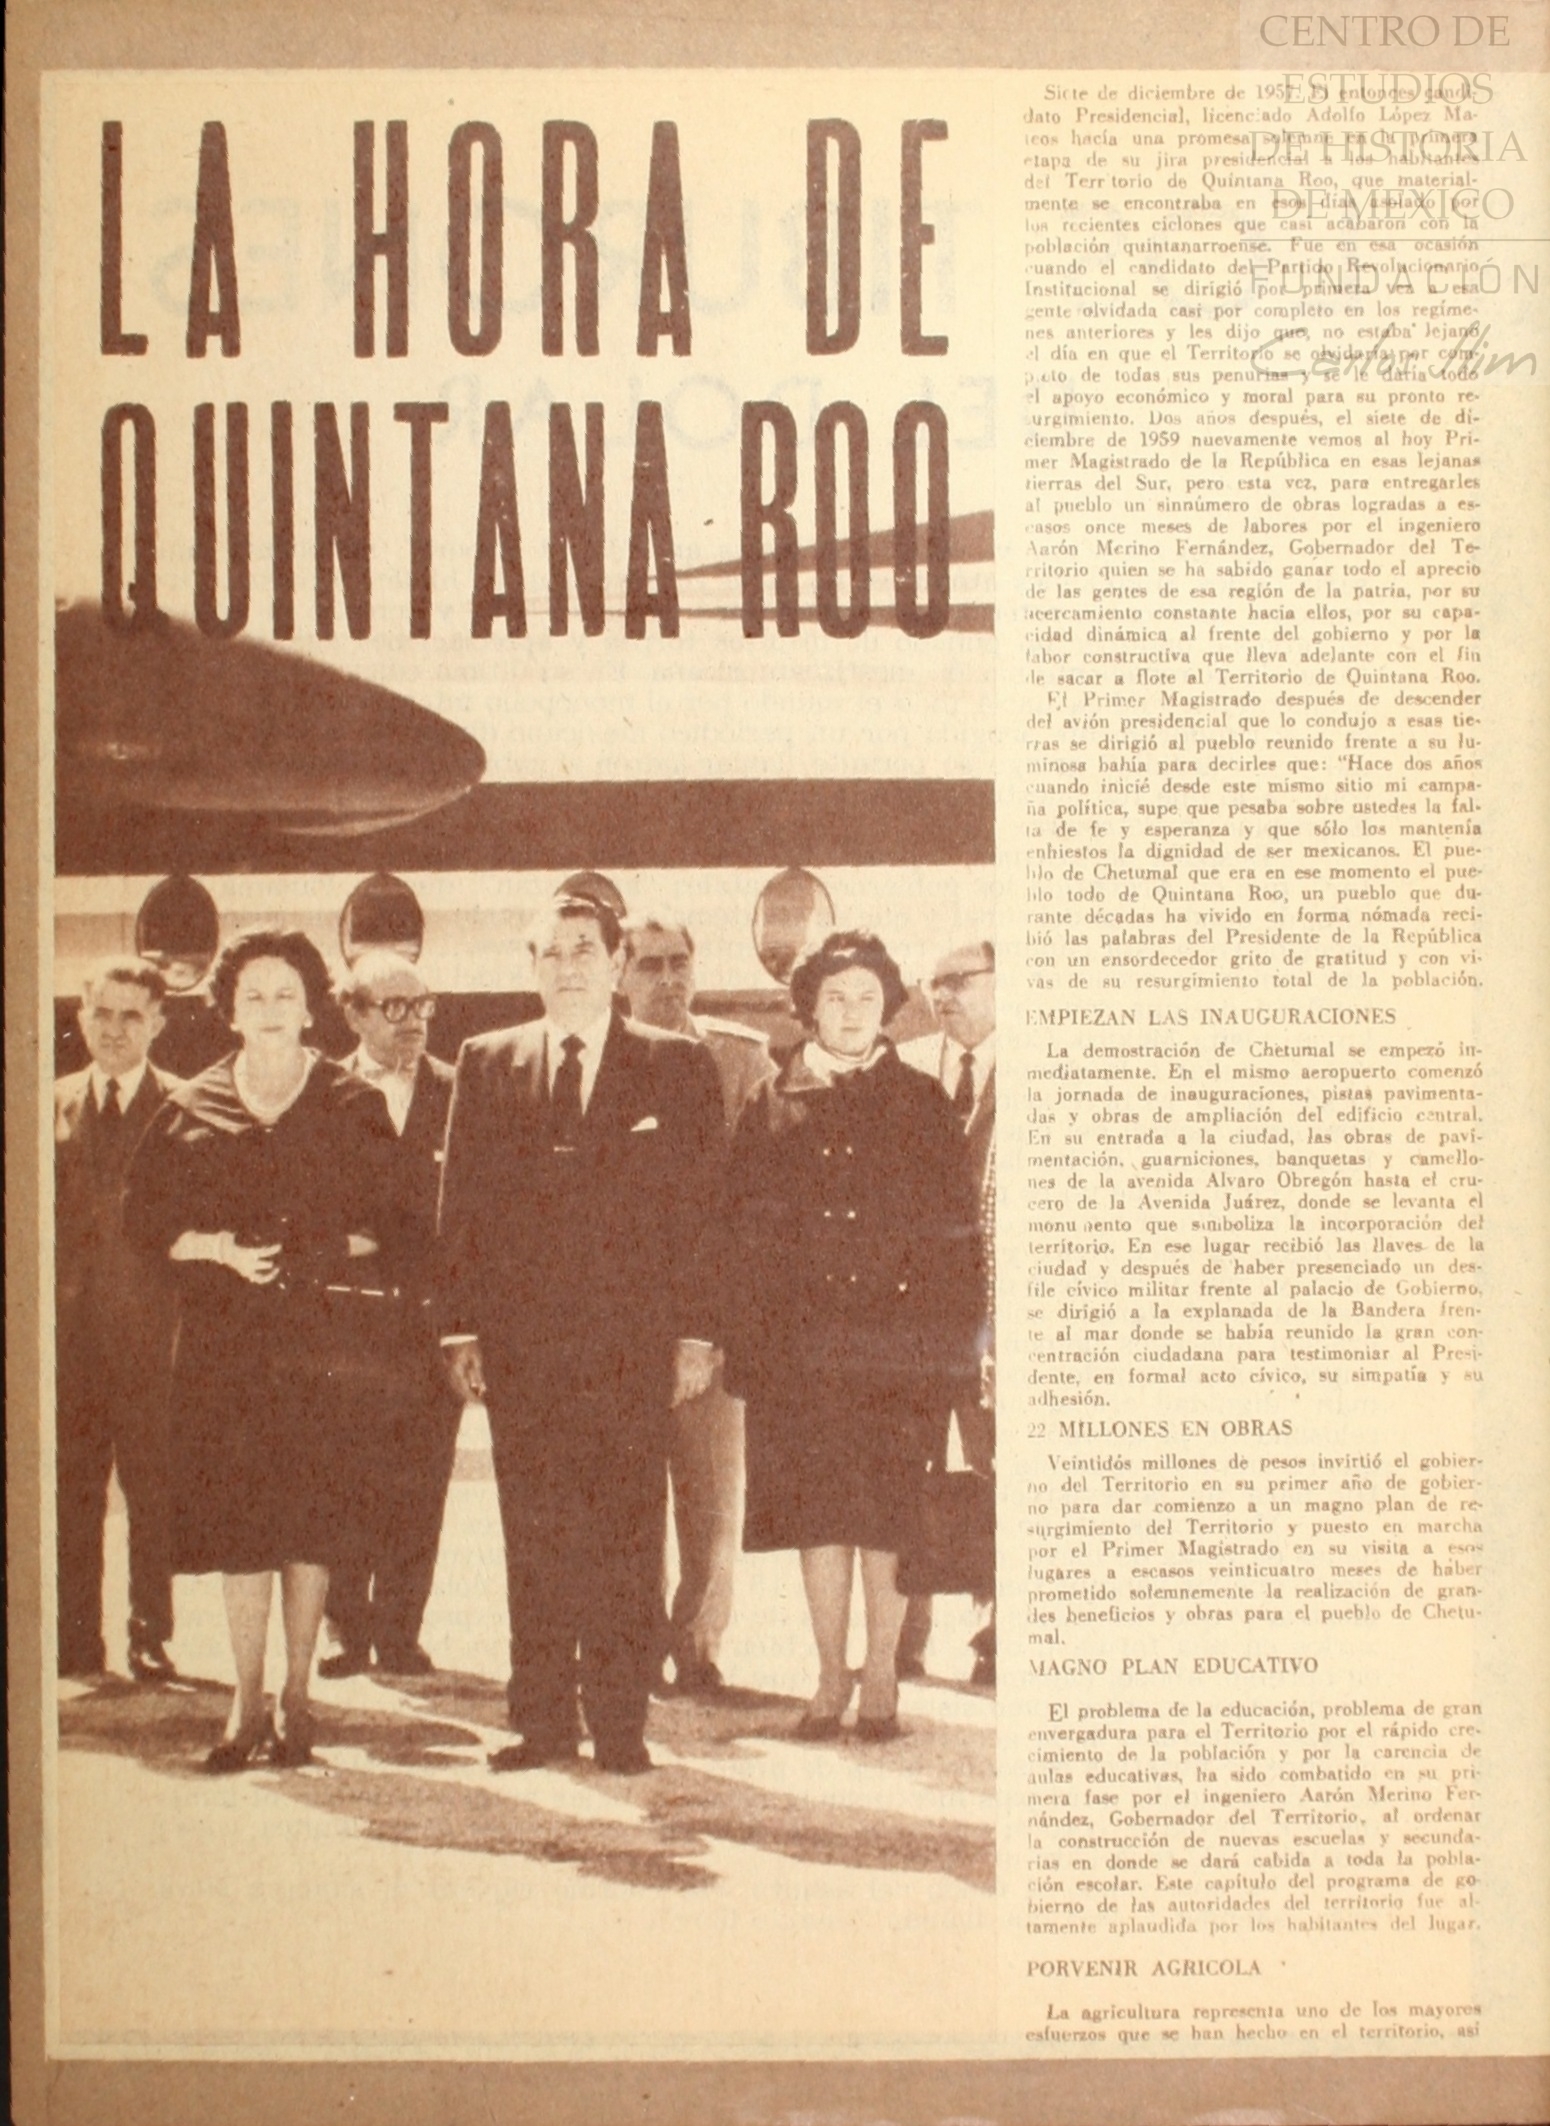 LA HORA DE
QUINTANA ROO
CENTRO DE
ESTUDIOS
DE HISTORIA
DE MEXICO
FUNDACIÓN
Carlos Slim
Siete de diciembre de 1957. El entonces candi-
dato Presidencial, licenciado Adolfo López Ma-
teos hacía una promesa solemne en la primera
etapa de su jira presidencial a los habitantes
del Territorio de Quintana Roo, que material-
mente se encontraba en esos días asolado por
los recientes ciclones que casi acabaron con la
población quintanarroense. Fue en esa ocasión
cuando el candidato del Partido Revolucionario
Institucional se dirigió por primera vez a esa
gente olvidada casi por completo en los regíme-
nes anteriores y les dijo que, no estaba lejano
el día en que el Territorio se olvidaría por com-
pleto de todas sus penurias y se le daría todo
el apoyo económico y moral para su pronto re-
surgimiento. Dos años después, el siete de di-
ciembre de 1959 nuevamente vemos al hoy Pri-
mer Magistrado de la República en esas lejanas
tierras del Sur, pero esta vez, para entregarles
al pueblo un sinnúmero de obras logradas a es-
casos once meses de labores por el ingeniero
Aarón Merino Fernández, Gobernador del Te-
rritorio quien se ha sabido ganar todo el aprecio
de las gentes de esa región de la patria, por su
acercamiento constante hacia ellos, por su capa-
cidad dinámica al frente del gobierno y por la
labor constructiva que lleva adelante con el fin
de sacar a flote al Territorio de Quintana Roo.
El Primer Magistrado después de descender
del avión presidencial que lo condujo a esas tie-
rras se dirigió al pueblo reunido frente a su lu-
minosa bahía para decirles que: "Hace dos años
cuando inicié desde este mismo sitio mi campa-
ña política, supe que pesaba sobre ustedes la fal-
ta de fe y esperanza y que sólo los mantenía
enhiestos la dignidad de ser mexicanos. El pue-
blo de Chetumal que era en ese momento el pue-
blo todo de Quintana Roo, un pueblo que du-
rante décadas ha vivido en forma nómada reci-
bió las palabras del Presidente de la República
con un ensordecedor grito de gratitud y con vi-
vas de su resurgimiento total de la población.
EMPIEZAN LAS INAUGURACIONES
La demostración de Chetumal se empezó in-
mediatamente. En el mismo aeropuerto comenzó
la jornada de inauguraciones, pistas pavimenta-
das y obras de ampliación del edificio central.
En su entrada a la ciudad, las obras de pavi-
mentación, guarniciones, banquetas y camello-
nes de la avenida Alvaro Obregón hasta el cru-
cero de la Avenida Juárez, donde se levanta el
monumento que simboliza la incorporación del
territorio. En ese lugar recibió las llaves de la
ciudad y después de haber presenciado un des-
file cívico militar frente al palacio de Gobierno,
se dirigió a la explanada de la Bandera fren-
te al mar donde se había reunido la gran con-
centración ciudadana para testimoniar al Presi-
dente, en formal acto cívico, su simpatía y su
adhesión.
22 MILLONES EN OBRAS
Veintidós millones de pesos invirtió el gobier-
no del Territorio en su primer año de gobier-
no para dar comienzo a un magno plan de re-
surgimiento del Territorio y puesto en marcha
por el Primer Magistrado en su visita a esos
lugares a escasos veinticuatro meses de haber
prometido solemnemente la realización de gran-
des beneficios y obras para el pueblo de Chetu-
mal.
MAGNO PLAN EDUCATIVO
El problema de la educación, problema de gran
envergadura para el Territorio por el rápido cre-
cimiento de la población y por la carencia de
aulas educativas, ha sido combatido en su pri-
mera fase por el ingeniero Aarón Merino Fer-
nández, Gobernador del Territorio, al ordenar
la construcción de nuevas escuelas y secunda-
rias en donde se dará cabida a toda la pobla-
ción escolar. Este capítulo del programa de go-
bierno de las autoridades del territorio fue al-
tamente aplaudida por los habitantes del lugar.
PORVENIR AGRICOLA
La agricultura representa uno de los mayores
esfuerzos que se han hecho en el territorio, así